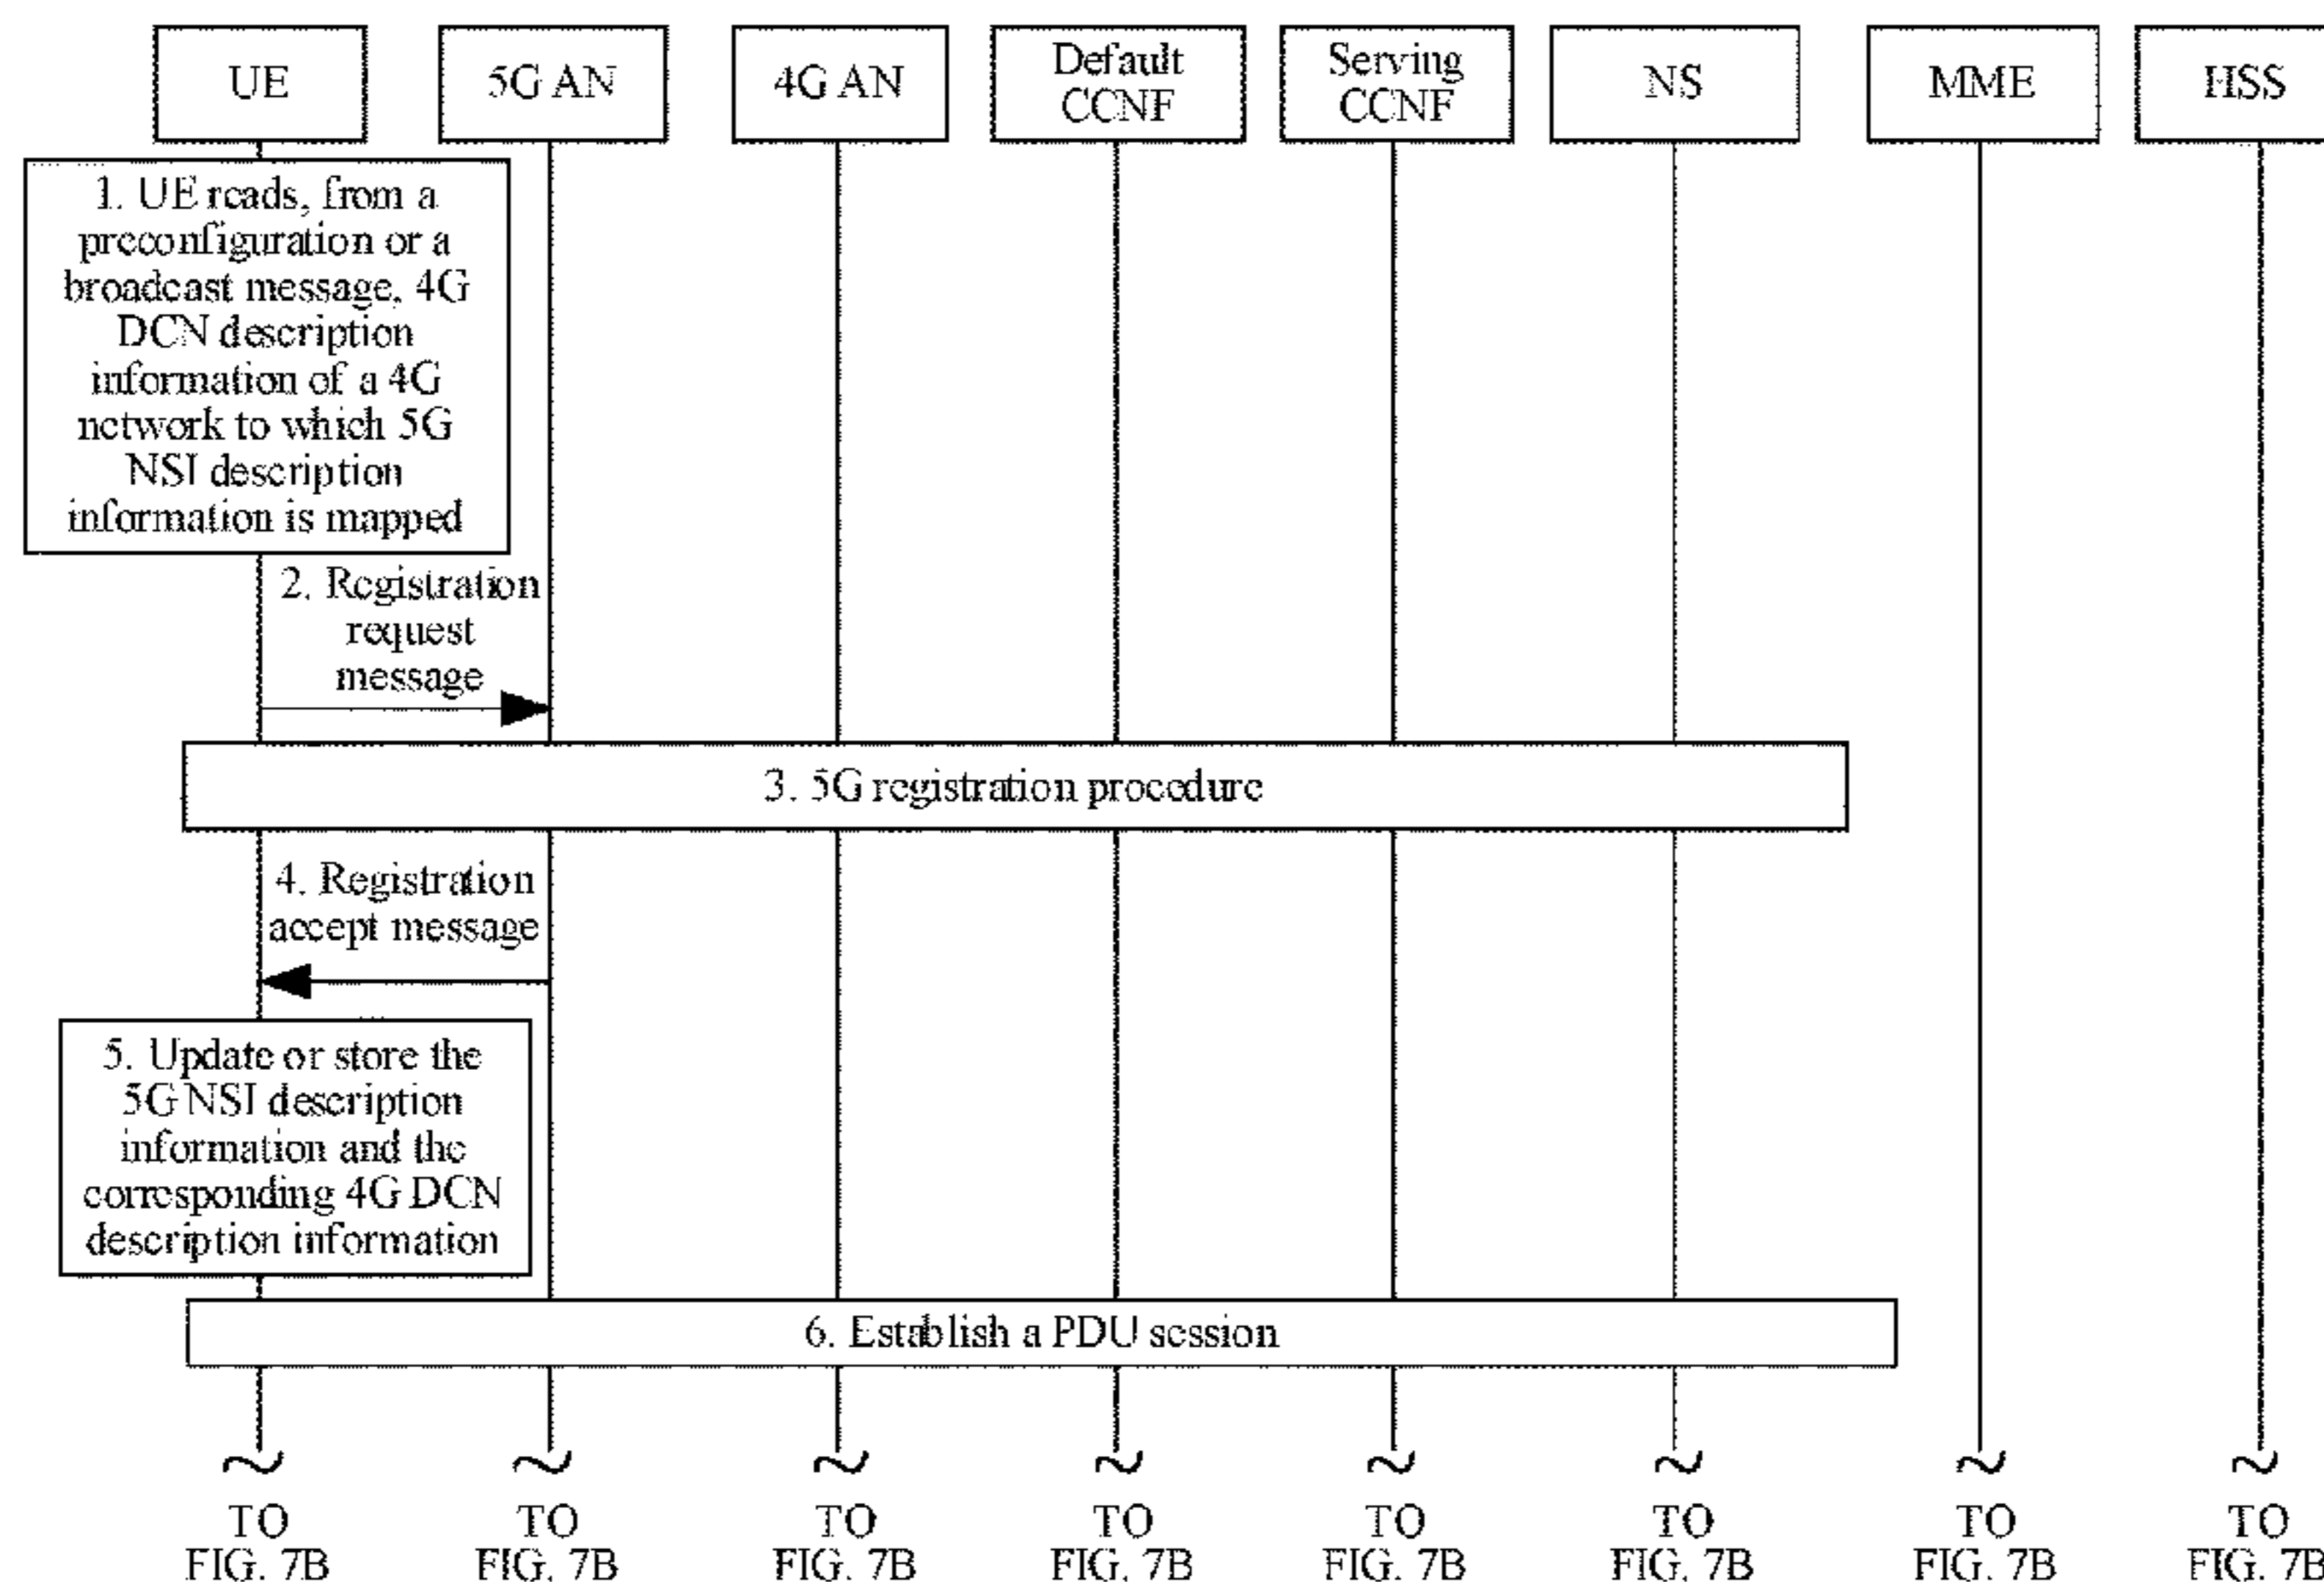 UE
5G AN
4G AN
Default
CCNF
Serving
CCNF
NS
MME
HSS
1. UE reads, from a
preconfiguration or a
broadcast message, 4G
DCN description
information of a 4G
network to which 5G
NSI description
information is mapped
2. Registration
request
message
3. 5G registration procedure
4. Registration
accept message
5. Update or store the
5G NSI description
information and the
corresponding 4G DCN
description information
6. Establish a PDU session
TO
FIG. 7B
TO
FIG. 7B
TO
FIG. 7B
TO
FIG. 7B
TO
FIG. 7B
TO
FIG. 7B
TO
FIG. 7B
TO
FIG. 7B